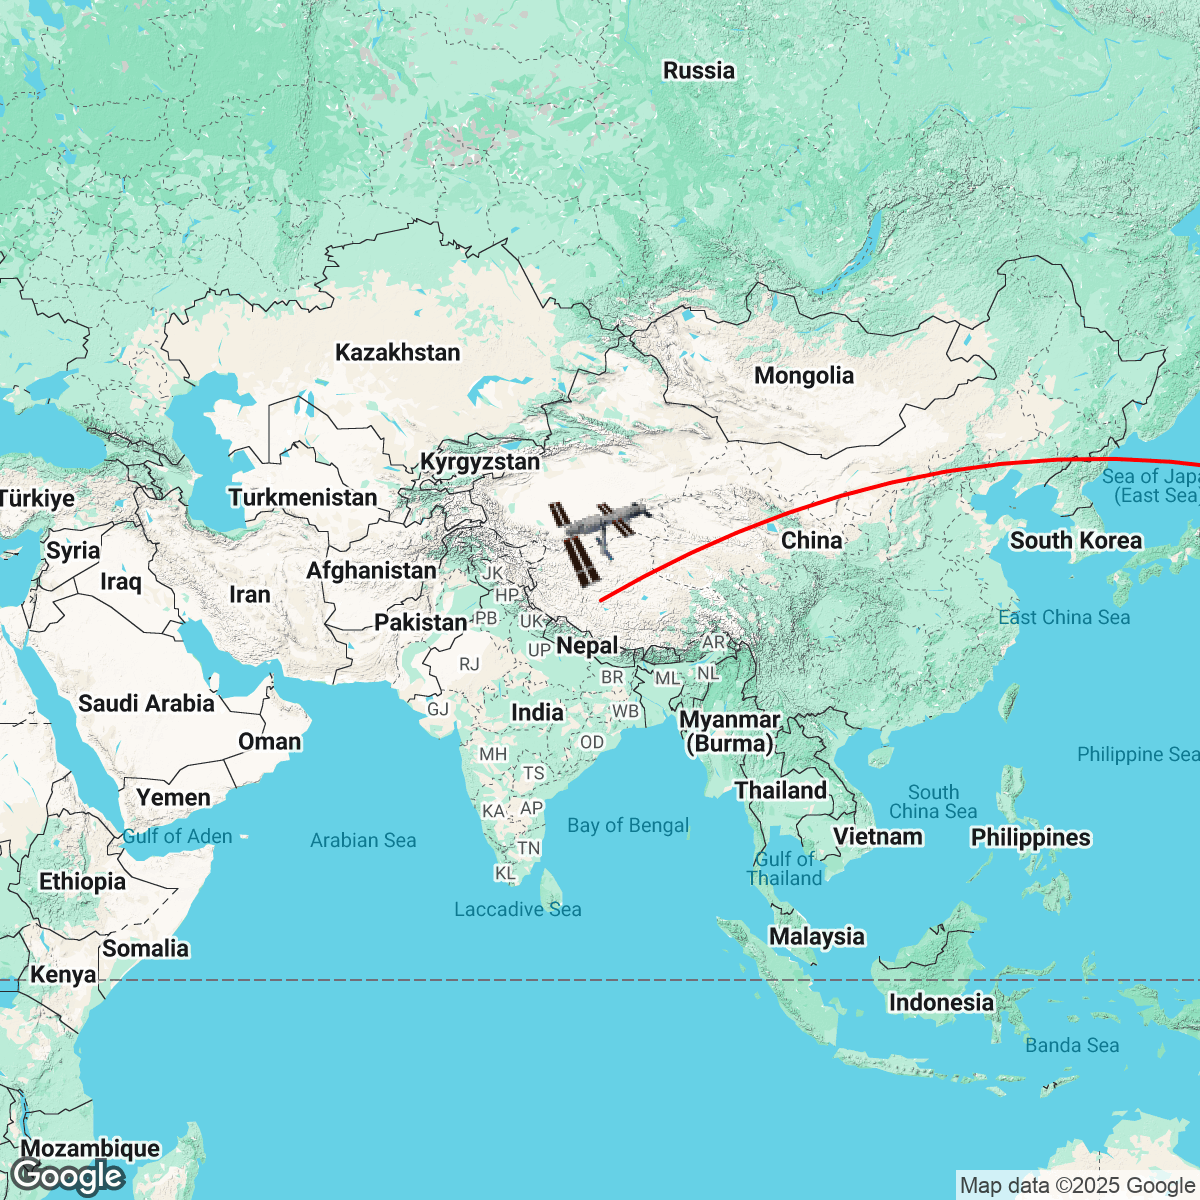 Russia
Kazakhstan
Mongolia
Kyrgyzstan
Türkiye
Turkmenistan
Sea of Japa
(East Sea
Syria
China
South Korea
Iraq
Afghanistan
JK
Iran
HP
Pakistan
PB
UK
East China Sea
Nepal
UP
AR
RJ
BR
ML
NL
Saudi Arabia
GJ
India
WB
Myanmar
(Burma)
Oman
OD
MH
Philippine Sea
TS
Yemen
Thailand
South
China Sea
KA
AP
Gulf of Aden
Arabian Sea
Bay of Bengal
Vietnam
Philippines
TN
Gulf of
Thailand
KL
Ethiopia
Laccadive Sea
Somalia
Malaysia
Kenya
Indonesia
Banda Sea
Mozambique
Google
Map data ©2025 Google